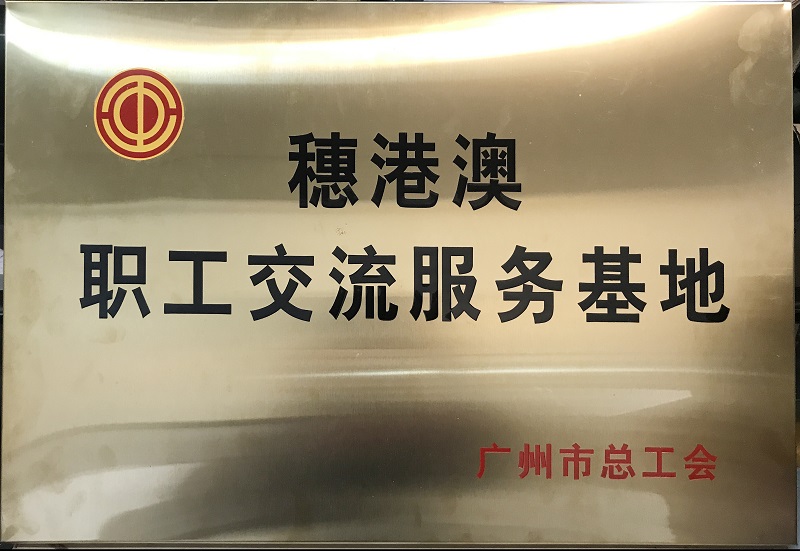 穗港澳
职工交流服务基地
广州市总工会